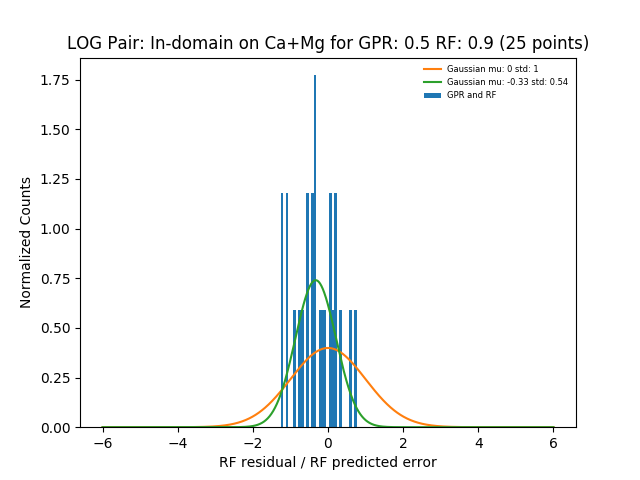 LOG Pair: In-domain on Ca+Mg for GPR: 0.5 RF: 0.9 (25 points)
Gaussian mu: 0 std: 1
Gaussian mu: -0.33 std: 0.54
GPR and RF
Normalized Counts
1.75
1.50
1.25
1.00
0.75
0.50
0.25
0.00
−6
−4
−2
0
2
4
6
RF residual / RF predicted error